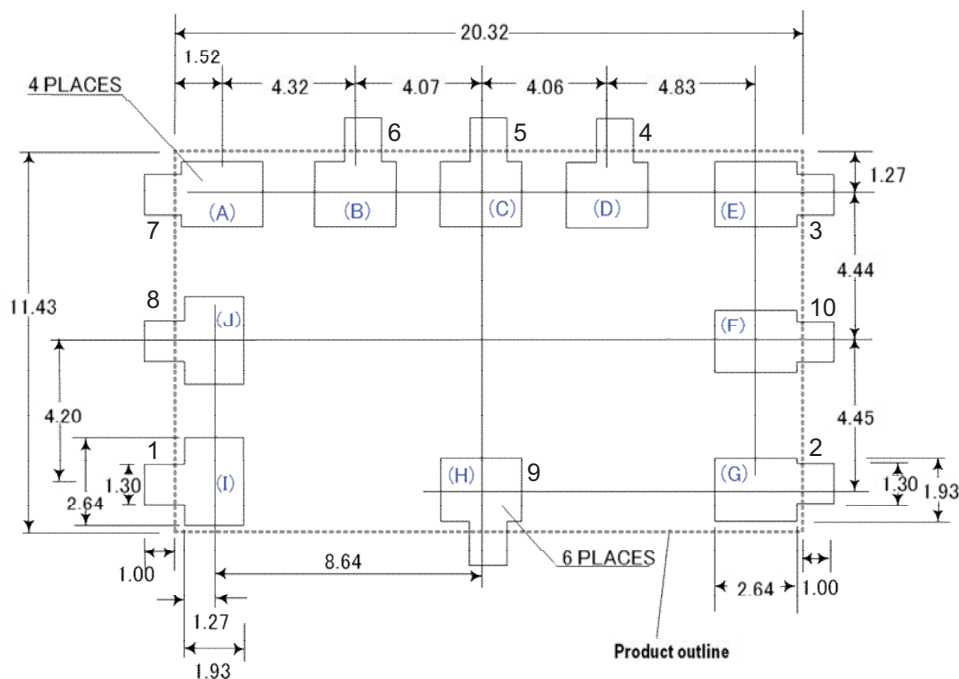 20.32
1.52
4.32
4.07
4.06
4.83
4 PLACES
6
5
4
1.27
(A)
(B)
(C)
(D)
(E)
7
3
4.44
11.43
8
(J)
(F)
10
4.20
4.45
1
(I)
(H)
9
(G)
2
1.30
2.64
1.30
1.93
6 PLACES
1.00
8.64
2.64
1.00
1.27
1.93
Product outline